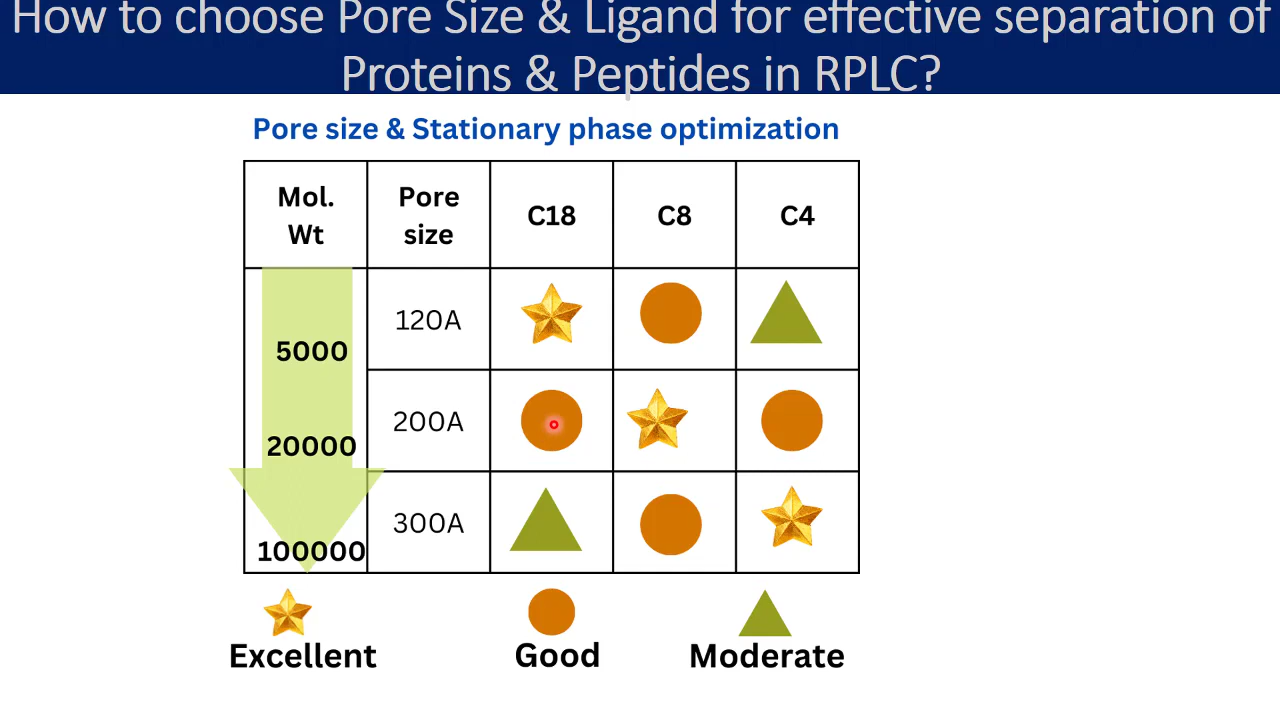 How to choose Pore Size & Ligand for effective separation of
Proteins & Peptides in RPLC?
Pore size & Stationary phase optimization
Mol. Wt
Pore size
C18
C8
C4
5000
120A
20000
200A
100000
300A
Excellent
Good
Moderate